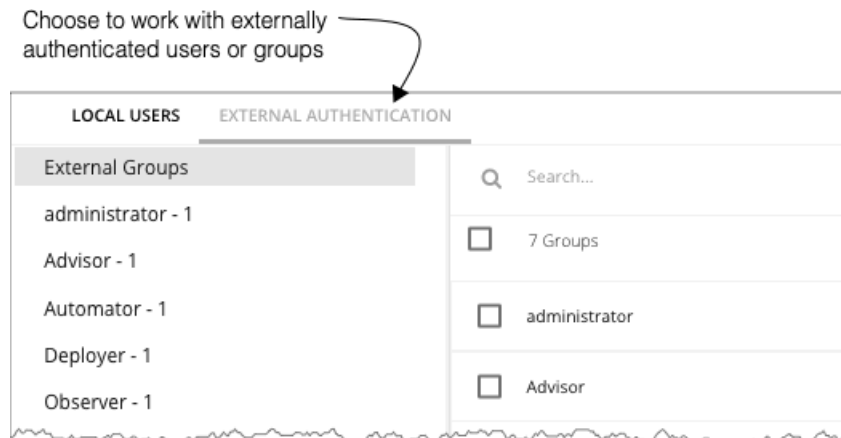 Choose to work with externally
authenticated users or groups
LOCAL USERS EXTERNAL AUTHENTICATION
External Groups
administrator - 1
Advisor - 1
Automator - 1
Deployer - 1
Observer - 1
Search...
7 Groups
administrator
Advisor